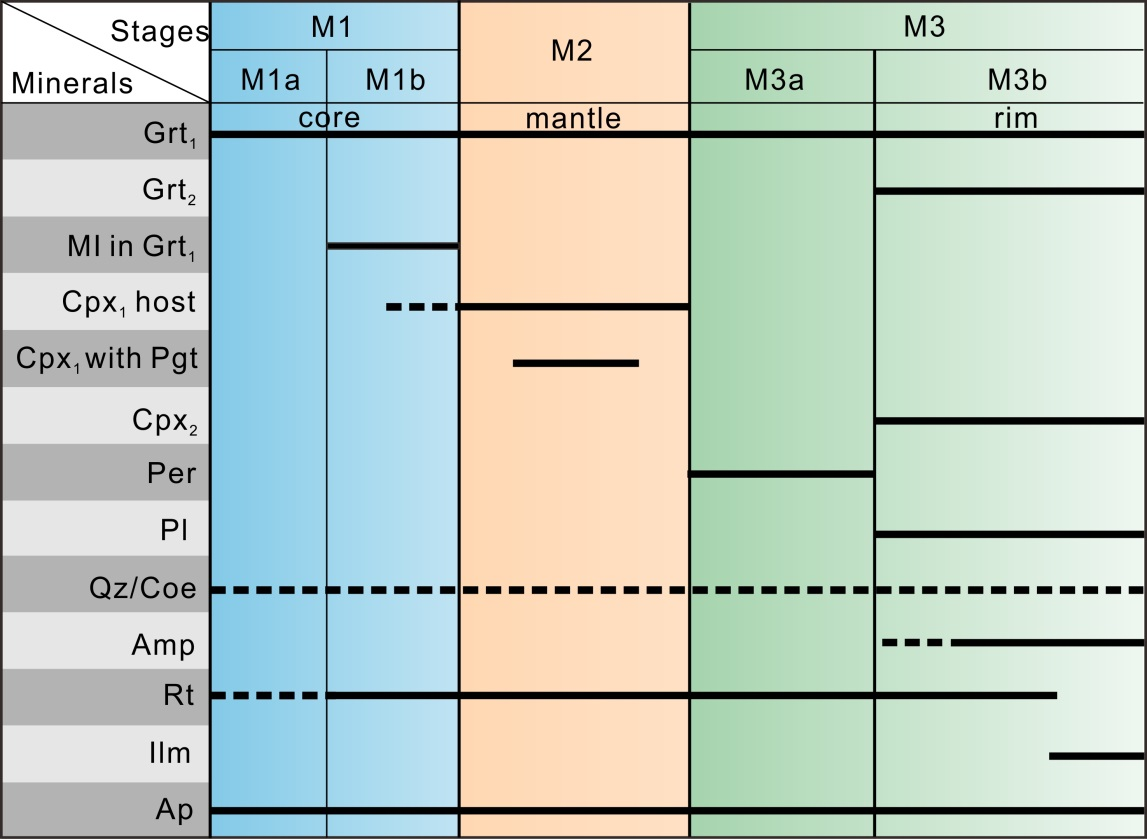 Stages
Minerals
M1
M2
M3
M1a
M1b
M3a
M3b
core
mantle
rim
Grt₁
Grt₂
MI in Grt₁
Cpx₁ host
Cpx₁ with Pgt
Cpx₂
Per
Pl
Qz/Coe
Amp
Rt
Ilm
Ap